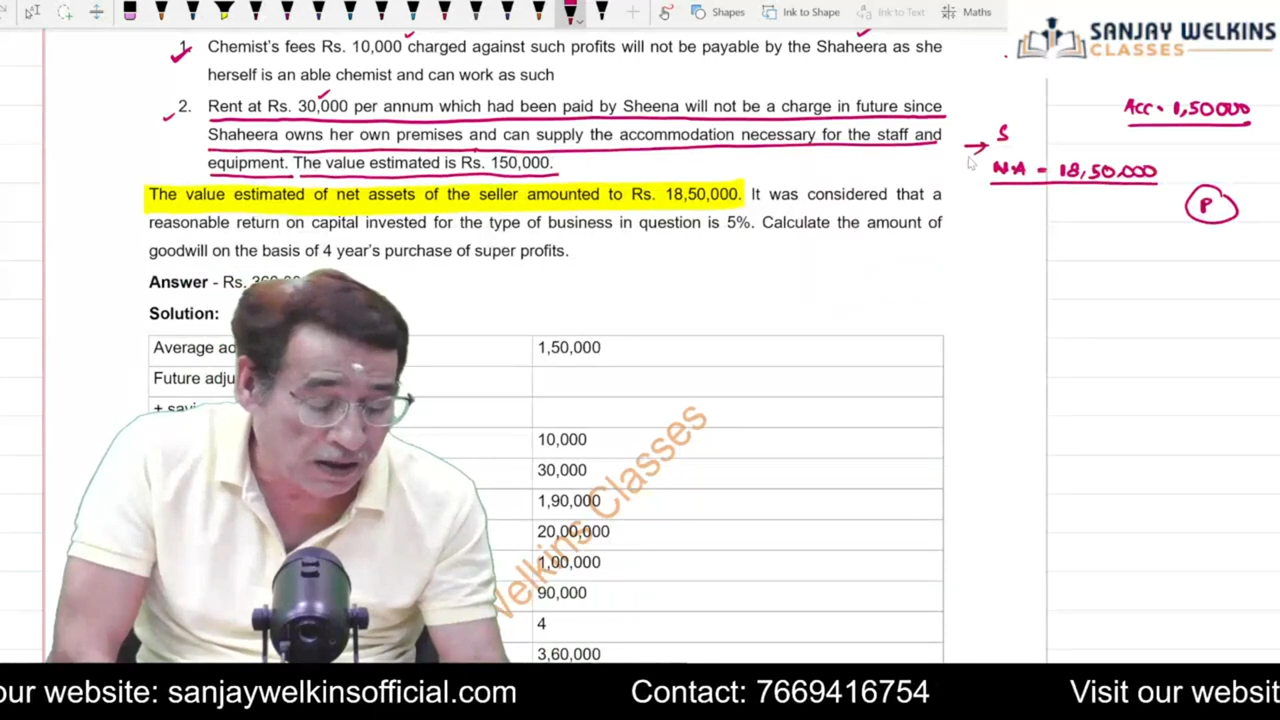 Shapes Ink to Shape Ink to Text Maths
SANJAY WELKINS
CLASSES
1. Chemist's fees Rs. 10,000 charged against such profits will not be payable by the Shaheera as she
herself is an able chemist and can work as such
2. Rent at Rs. 30,000 per annum which had been paid by Sheena will not be a charge in future since
Shaheera owns her own premises and can supply the accommodation necessary for the staff and
equipment. The value estimated is Rs. 150,000.
Acc - 1,50000
→ S
N.A = 18,50,000
P
The value estimated of net assets of the seller amounted to Rs. 18,50,000. It was considered that a
reasonable return on capital invested for the type of business in question is 5%. Calculate the amount of
goodwill on the basis of 4 year's purchase of super profits.
Answer - Rs.
Solution:
Average 1,50,000
Future
+
10,000
30,000
1,90,000
20,00,000
1,00,000
90,000
4
3,60,000
Welkins Classes
our website: sanjaywelkinsofficial.com Contact: 7669416754 Visit our